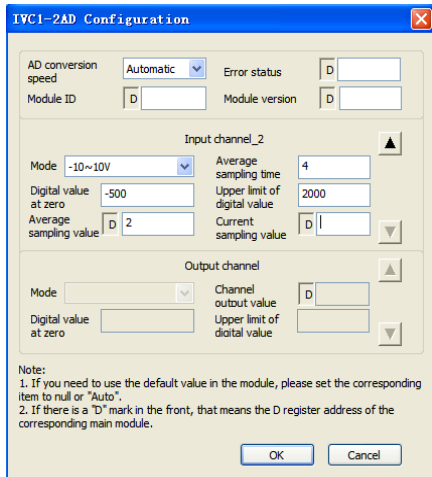 IVC1-2AD Configuration
AD conversion speed Automatic Error status D
Module ID D Module version D
Input channel_2
Mode -10~10V Average sampling time 4
Digital value at zero -500 Upper limit of digital value 2000
Average sampling value D 2 Current sampling value D
Output channel
Mode Channel output value D
Digital value at zero Upper limit of digital value
Note:
1. If you need to use the default value in the module, please set the corresponding
item to null or "Auto".
2. If there is a "D" mark in the front, that means the D register address of the
corresponding main module.
OK Cancel